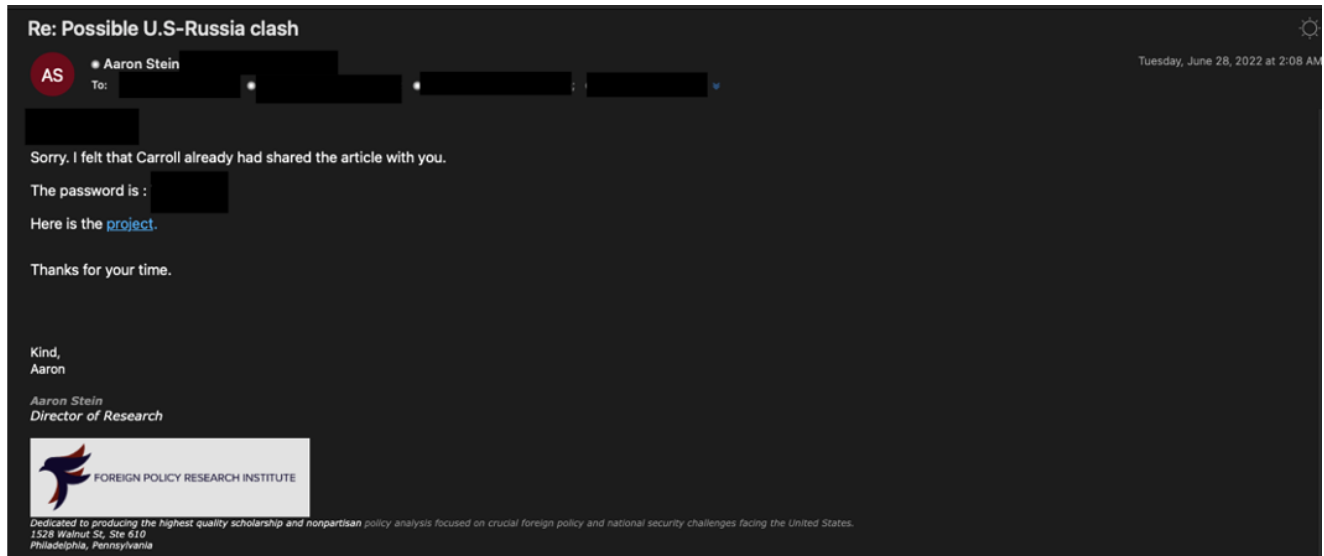 Re: Possible U.S-Russia clash
AS
Aaron Stein
Tuesday, June 28, 2022 at 2:08 AM
To:
;
Sorry. I felt that Carroll already had shared the article with you.
The password is :
Here is the project.
Thanks for your time.
Kind,
Aaron
Aaron Stein
Director of Research
FOREIGN POLICY RESEARCH INSTITUTE
Dedicated to producing the highest quality scholarship and nonpartisan policy analysis focused on crucial foreign policy and national security challenges facing the United States.
1528 Walnut St, Ste 610
Philadelphia, Pennsylvania